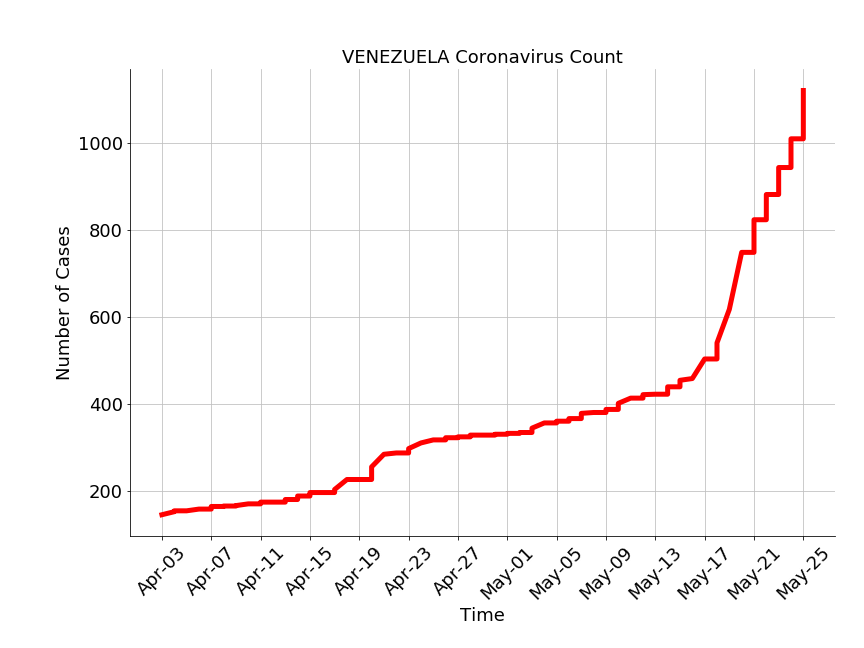 VENEZUELA Coronavirus Count
Number of Cases
1000
800
600
400
200
Apr-03
Apr-07
Apr-11
Apr-15
Apr-19
Apr-23
Apr-27
May-01
May-05
May-09
May-13
May-17
May-21
May-25
Time